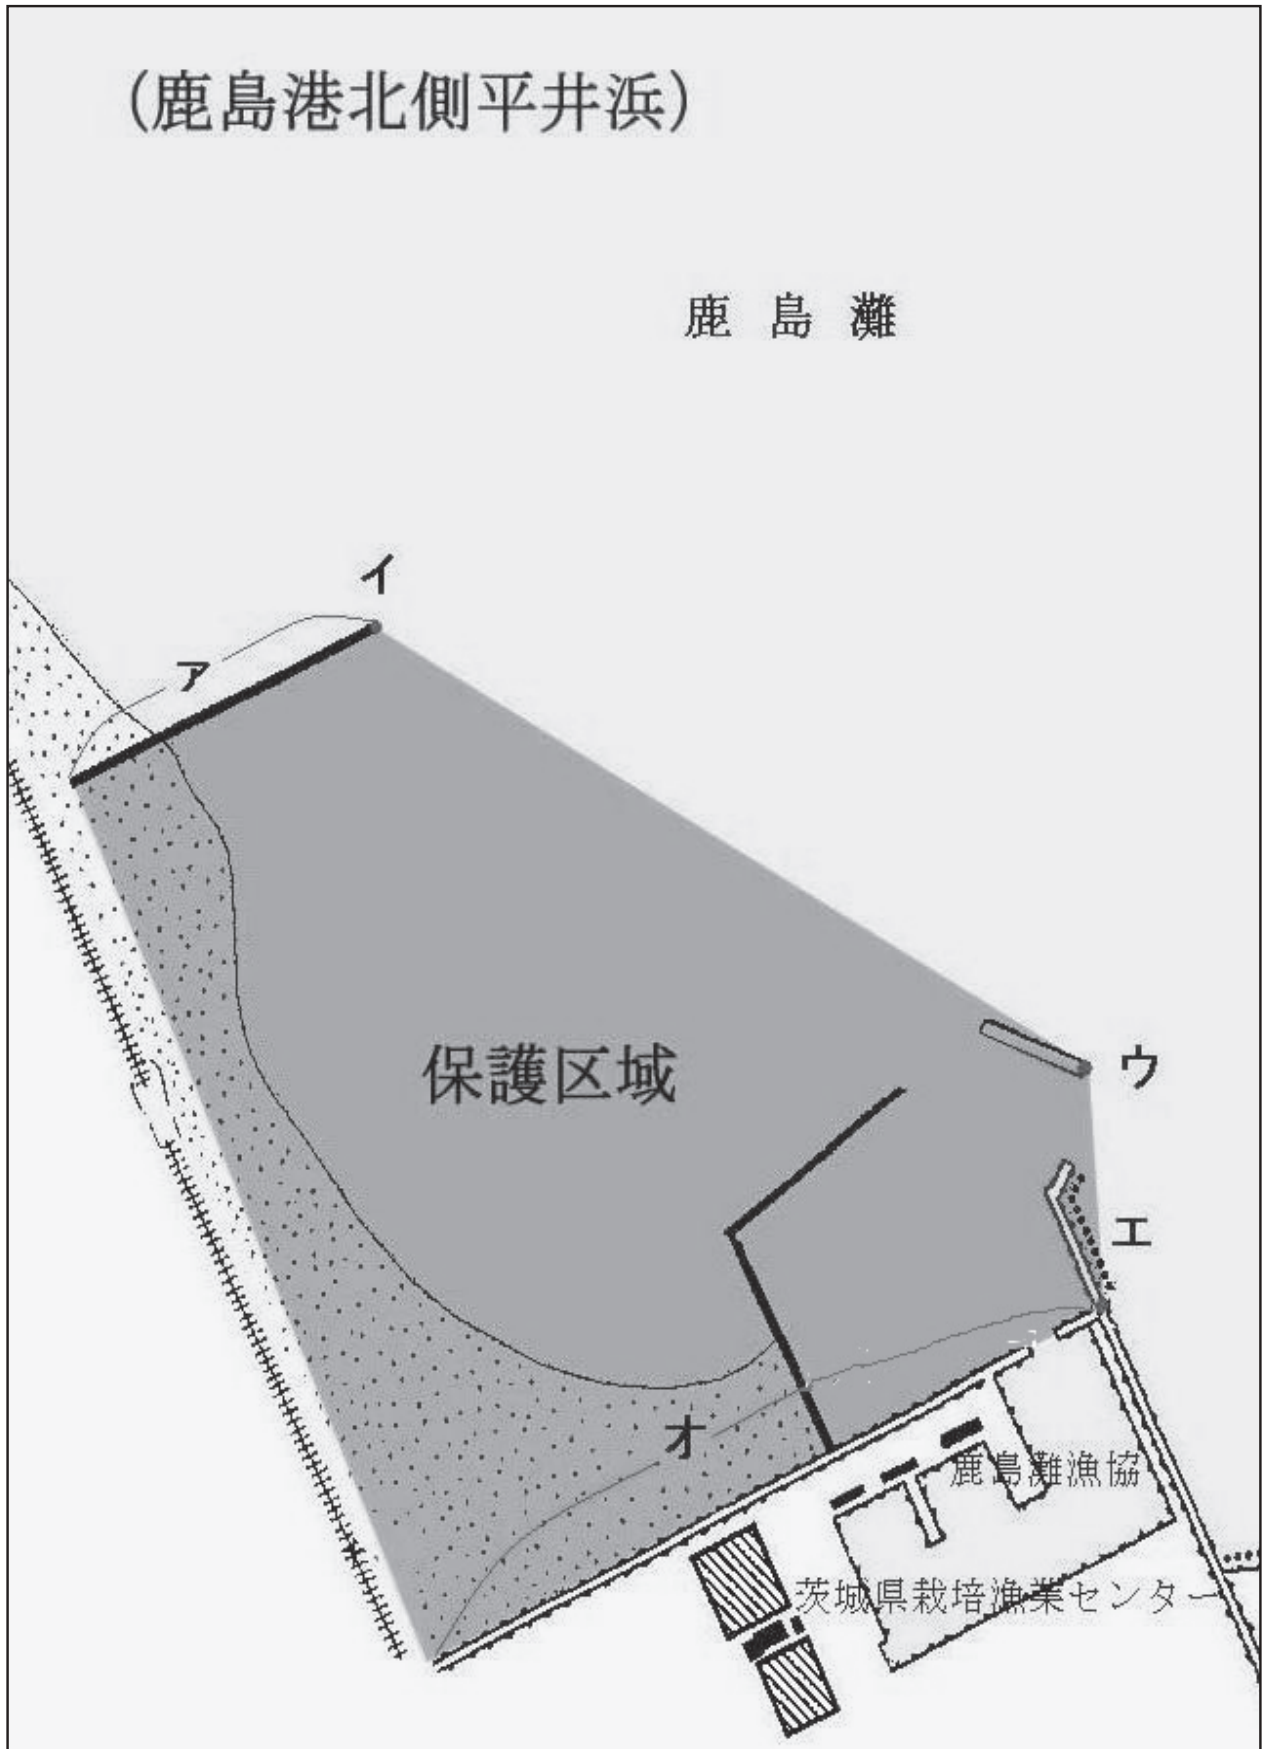 (鹿島港北側平井浜)
鹿島灘
イ
ア
保護区域
ウ
エ
オ
鹿島灘漁協
茨城県栽培漁業センター